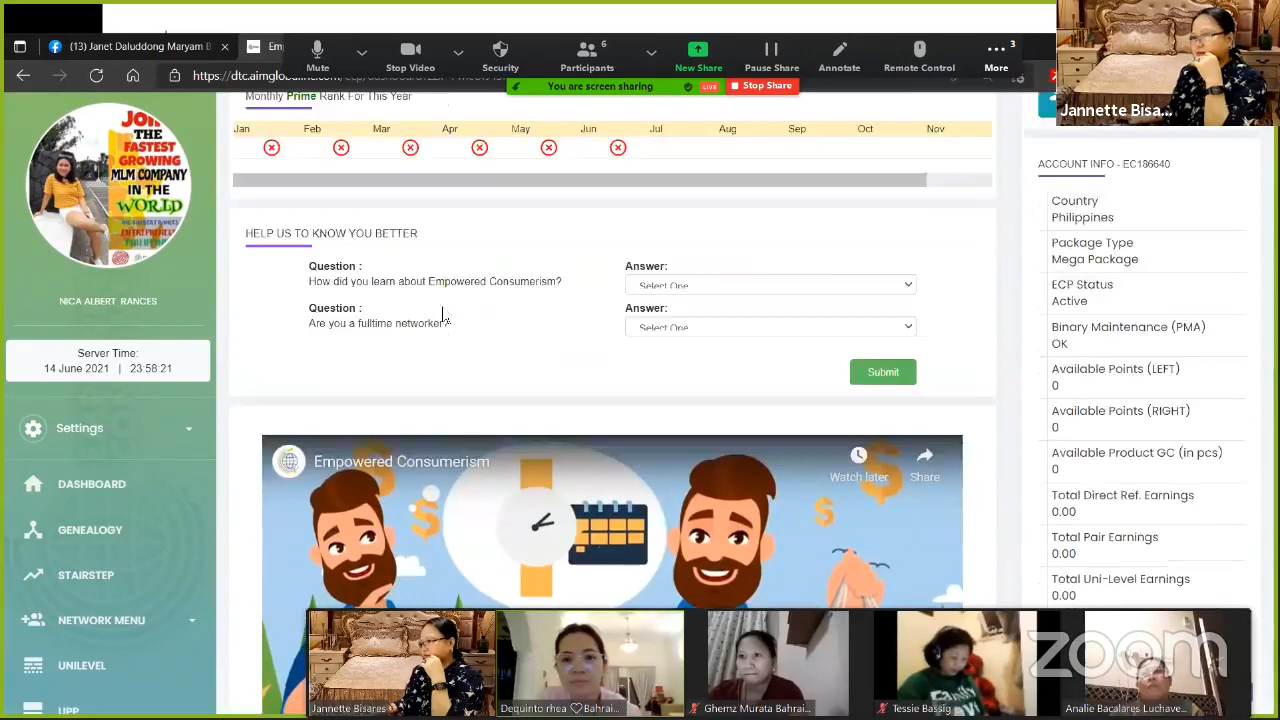 (13) Janet Daluddong Maryam B
Em
Mute
Stop Video
Security
6
Participants
New Share
Pause Share
Annotate
Remote Control
3
More
You are screen sharing
LIVE
Stop Share
Jannette Bisa...
JOIN
THE
FASTEST
GROWING
MLM COMPANY
IN THE
WORLD
NICA ALBERT RANCES
Server Time:
14 June 2021 | 23:58:21
Settings
DASHBOARD
GENEALOGY
STAIRSTEP
NETWORK MENU
UNILEVEL
UPP
Monthly Prime Rank For This Year
Jan Feb Mar Apr May Jun Jul Aug Sep Oct Nov
HELP US TO KNOW YOU BETTER
Question :
How did you learn about Empowered Consumerism?
Answer:
Select One
Question :
Are you a fulltime networker?
Answer:
Select One
Submit
Empowered Consumerism
Watch later
Share
ACCOUNT INFO - EC186640
Country
Philippines
Package Type
Mega Package
ECP Status
Active
Binary Maintenance (PMA)
OK
Available Points (LEFT)
0
Available Points (RIGHT)
0
Available Product GC (in pcs)
0
Total Direct Ref. Earnings
0.00
Total Pair Earnings
0.00
Total Uni-Level Earnings
0.00
zoom
Jannette Bisares
Deguinto rhea ♡ Bahrai...
Ghemz Murata Bahrai...
Tessie Bassig
Analie Bacalares Luchave...